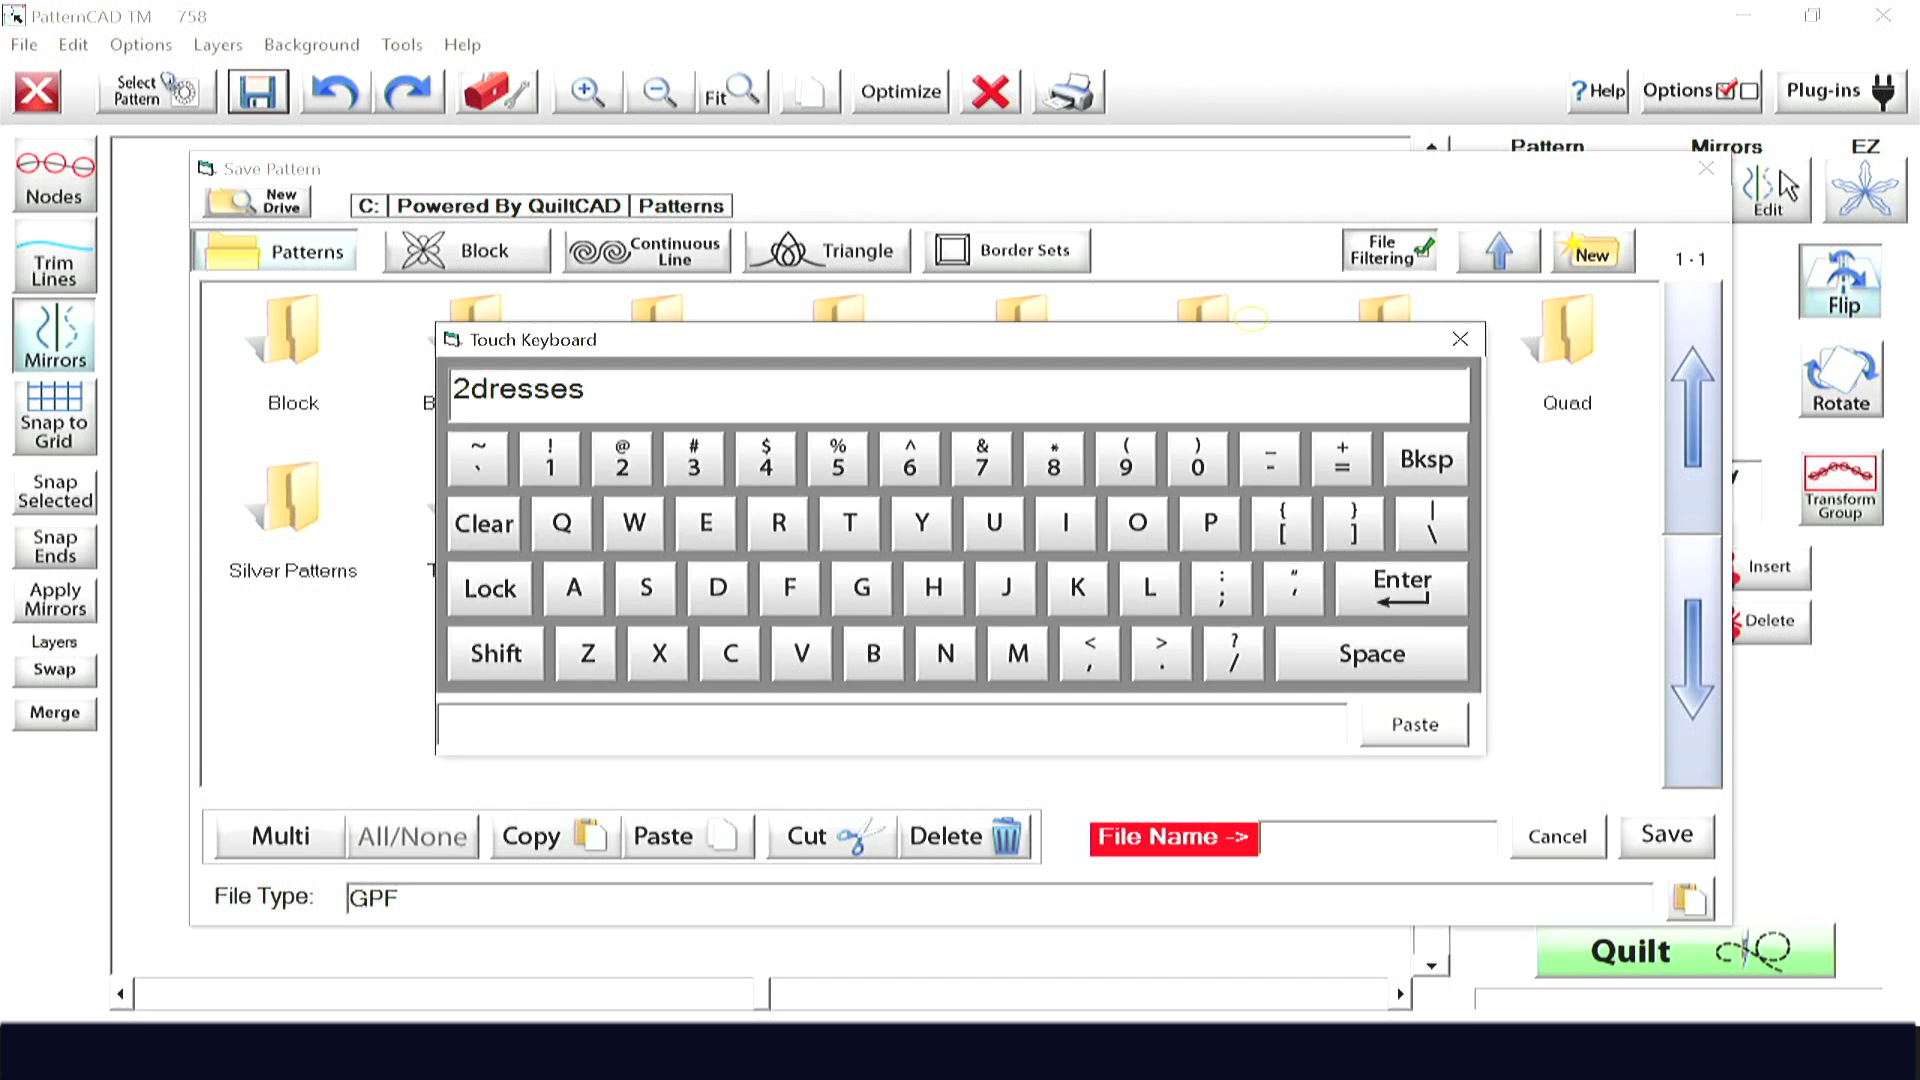 PatternCAD TM 758
File Edit Options Layers Background Tools Help
Select Pattern
Fit
Optimize
? Help
Options
Plug-ins
Nodes
Trim Lines
Mirrors
Snap to Grid
Snap Selected
Snap Ends
Apply Mirrors
Layers
Swap
Merge
Pattern Mirrors EZ
Edit
Flip
Rotate
Transform Group
Insert
Delete
Save Pattern
New Drive
C: | Powered By QuiltCAD | Patterns
Patterns Block Continuous Line Triangle Border Sets
File Filtering New 1 - 1
Block
B
Quad
Silver Patterns
T
Touch Keyboard
2dresses
~ ` ! 1 @ 2 # 3 $ 4 % 5 ^ 6 & 7 * 8 ( 9 ) 0 _ - + = Bksp
Clear Q W E R T Y U I O P { [ } ] | \
Lock A S D F G H J K L : ; " ' Enter
Shift Z X C V B N M < , > . ? / Space
Paste
Multi All/None Copy Paste Cut Delete
File Name -> Cancel Save
File Type: GPF
Quilt